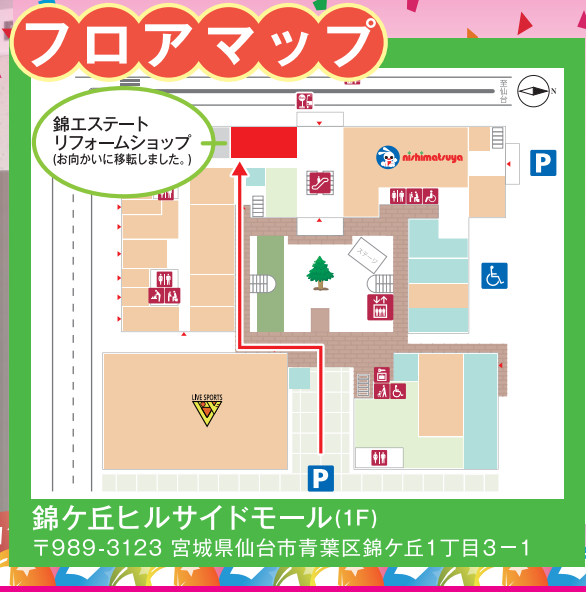 フロアマップ
至仙台
N
錦エステート
リフォームショップ
(お向かいに移転しました。)
nishimatsuya
P
ステージ
LIVE SPORTS
P
錦ケ丘ヒルサイドモール(1F)
〒989-3123 宮城県仙台市青葉区錦ケ丘1丁目3－1